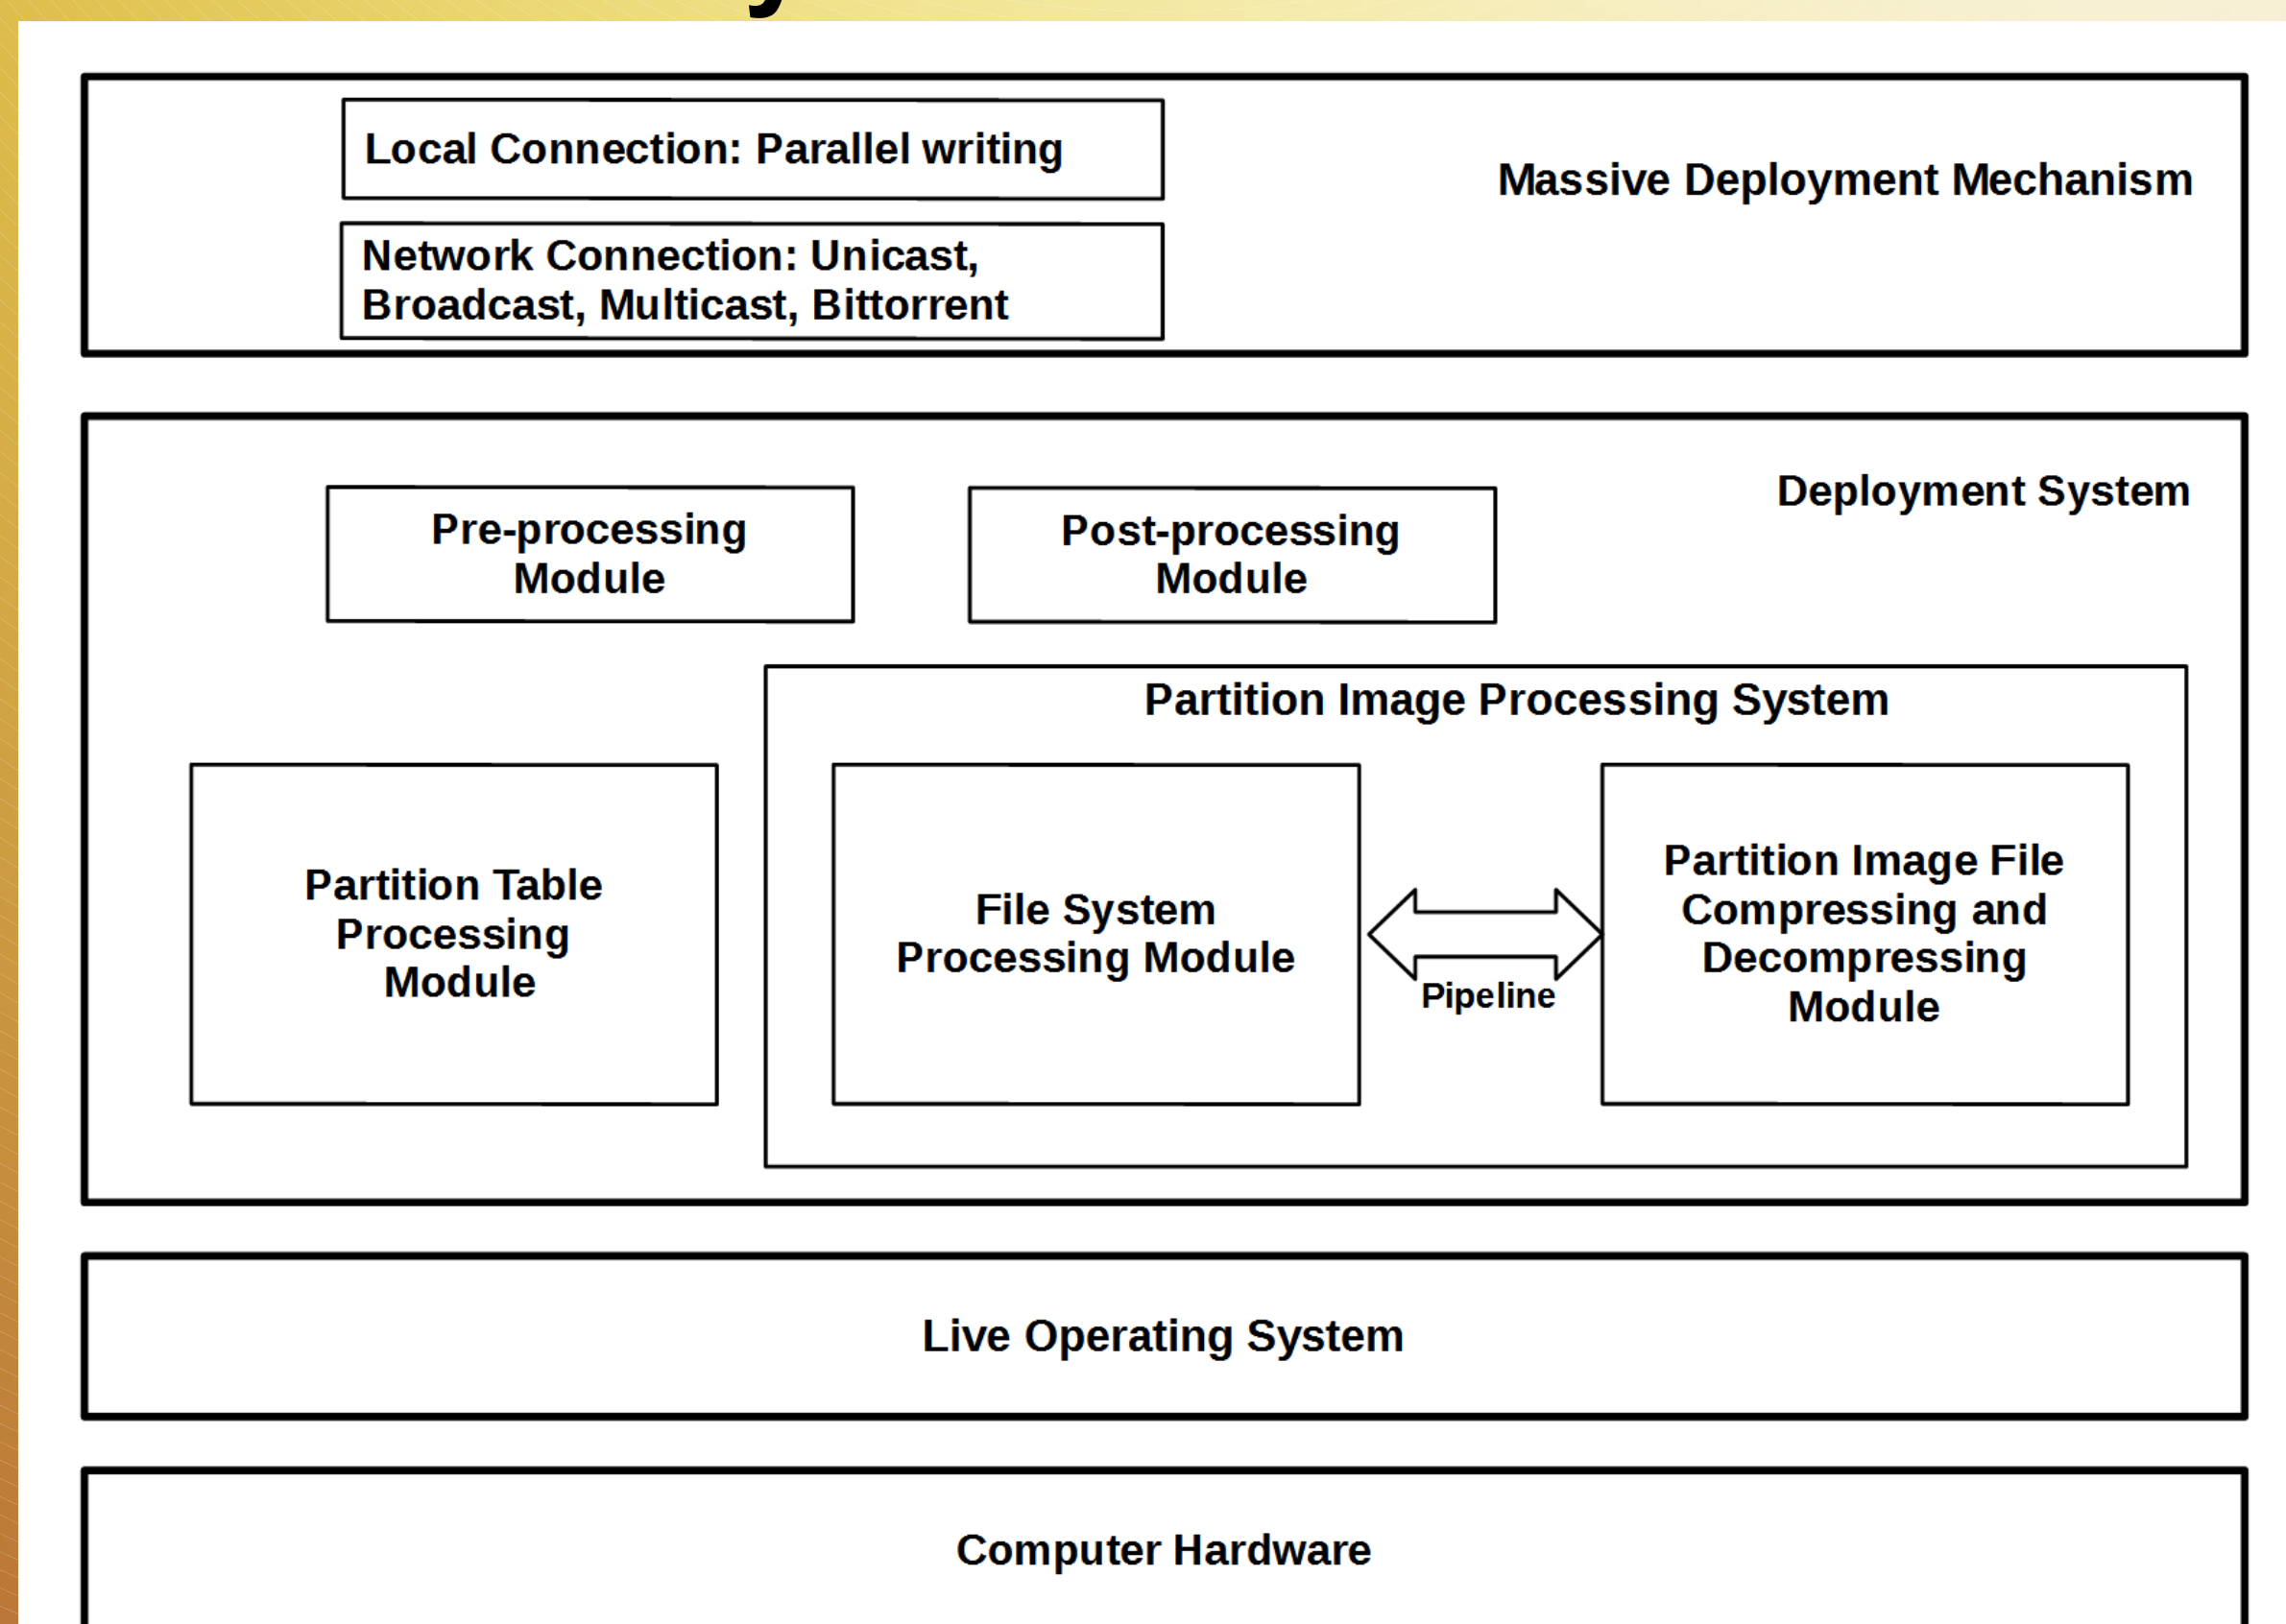 Local Connection: Parallel writing
Massive Deployment Mechanism
Network Connection: Unicast,
Broadcast, Multicast, Bittorrent
Deployment System
Pre-processing
Module
Post-processing
Module
Partition Image Processing System
Partition Table
Processing
Module
File System
Processing Module
Pipeline
Partition Image File
Compressing and
Decompressing
Module
Live Operating System
Computer Hardware